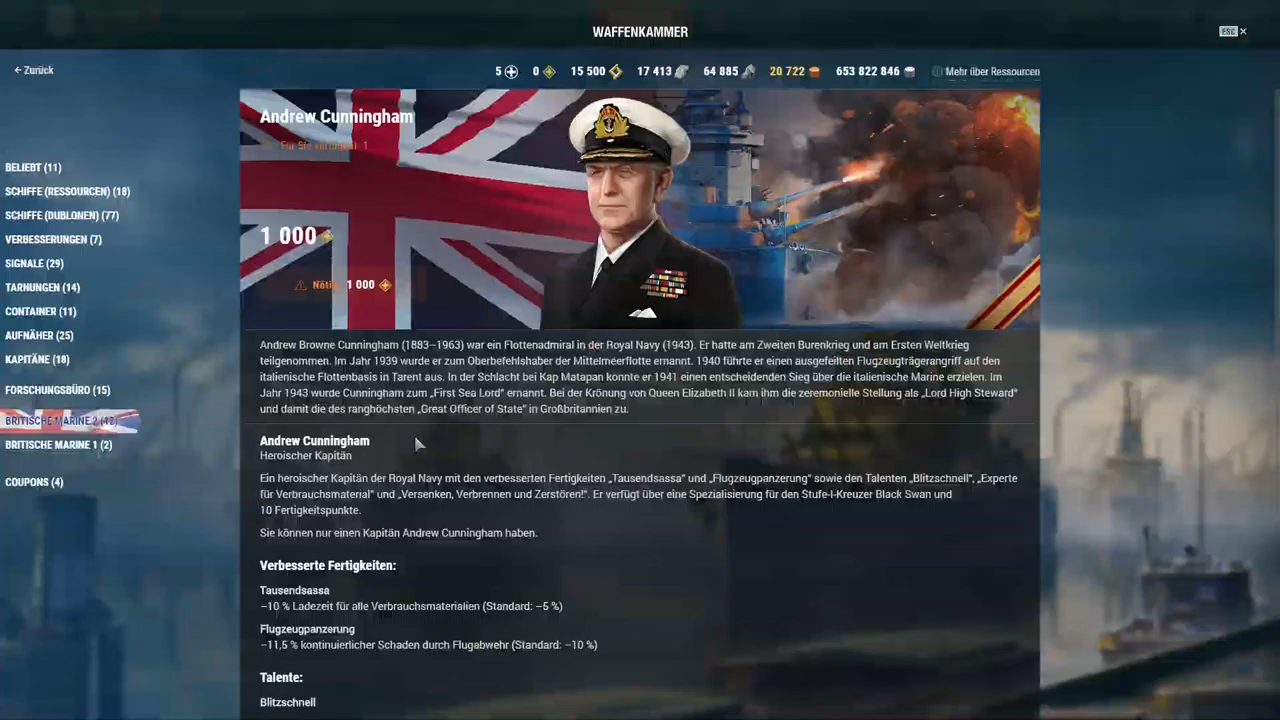 WAFFENKAMMER
ESC ×
← Zurück
5 0 15 500 17 413 64 885 20 722 653 822 846 Mehr über Ressourcen
Andrew Cunningham
Für Sie verfügbar: 1
1 000
Nötig: 1 000
BELIEBT (11)
SCHIFFE (RESSOURCEN) (18)
SCHIFFE (DUBLONEN) (77)
VERBESSERUNGEN (7)
SIGNALE (29)
TARNUNGEN (14)
CONTAINER (11)
AUFNÄHER (25)
KAPITÄNE (18)
FORSCHUNGSBÜRO (15)
BRITISCHE MARINE 2
BRITISCHE MARINE 1 (2)
COUPONS (4)
Andrew Browne Cunningham (1883–1963) war ein Flottenadmiral in der Royal Navy (1943). Er hatte am Zweiten Burenkrieg und am Ersten Weltkrieg
teilgenommen. Im Jahr 1939 wurde er zum Oberbefehlshaber der Mittelmeerflotte ernannt. 1940 führte er einen ausgefeilten Flugzeugträgerangriff auf den
italienische Flottenbasis in Tarent aus. In der Schlacht bei Kap Matapan konnte er 1941 einen entscheidenden Sieg über die italienische Marine erzielen. Im
Jahr 1943 wurde Cunningham zum „First Sea Lord“ ernannt. Bei der Krönung von Queen Elizabeth II kam ihm die zeremonielle Stellung als „Lord High Steward“
und damit die des ranghöchsten „Great Officer of State“ in Großbritannien zu.
Andrew Cunningham
Heroischer Kapitän
Ein heroischer Kapitän der Royal Navy mit den verbesserten Fertigkeiten „Tausendsassa“ und „Flugzeugpanzerung“ sowie den Talenten „Blitzschnell“, „Experte
für Verbrauchsmaterial“ und „Versenken, Verbrennen und Zerstören!“. Er verfügt über eine Spezialisierung für den Stufe-I-Kreuzer Black Swan und
10 Fertigkeitspunkte.
Sie können nur einen Kapitän Andrew Cunningham haben.
Verbesserte Fertigkeiten:
Tausendsassa
−10 % Ladezeit für alle Verbrauchsmaterialien (Standard: −5 %)
Flugzeugpanzerung
−11,5 % kontinuierlicher Schaden durch Flugabwehr (Standard: −10 %)
Talente:
Blitzschnell